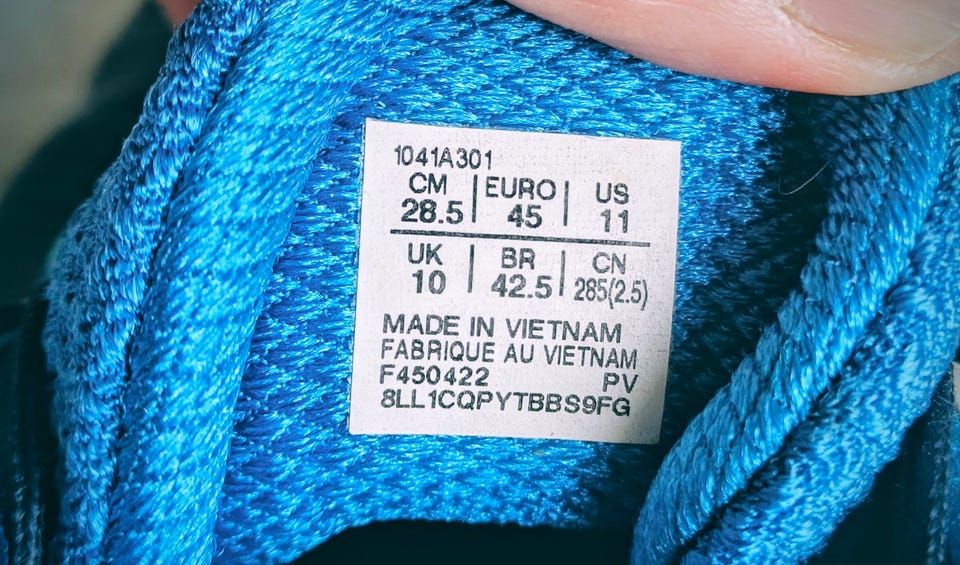 1041A301
CM | EURO | US
28.5 | 45 | 11
UK | BR | CN
10 | 42.5 | 285(2.5)
MADE IN VIETNAM
FABRIQUE AU VIETNAM
F450422 PV
8LL1CQPYTBBS9FG